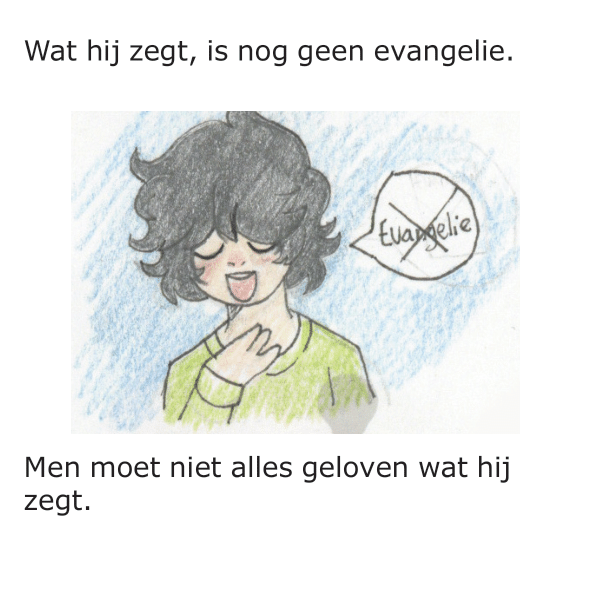 Wat hij zegt, is nog geen evangelie.
Evangelie
Men moet niet alles geloven wat hij
zegt.